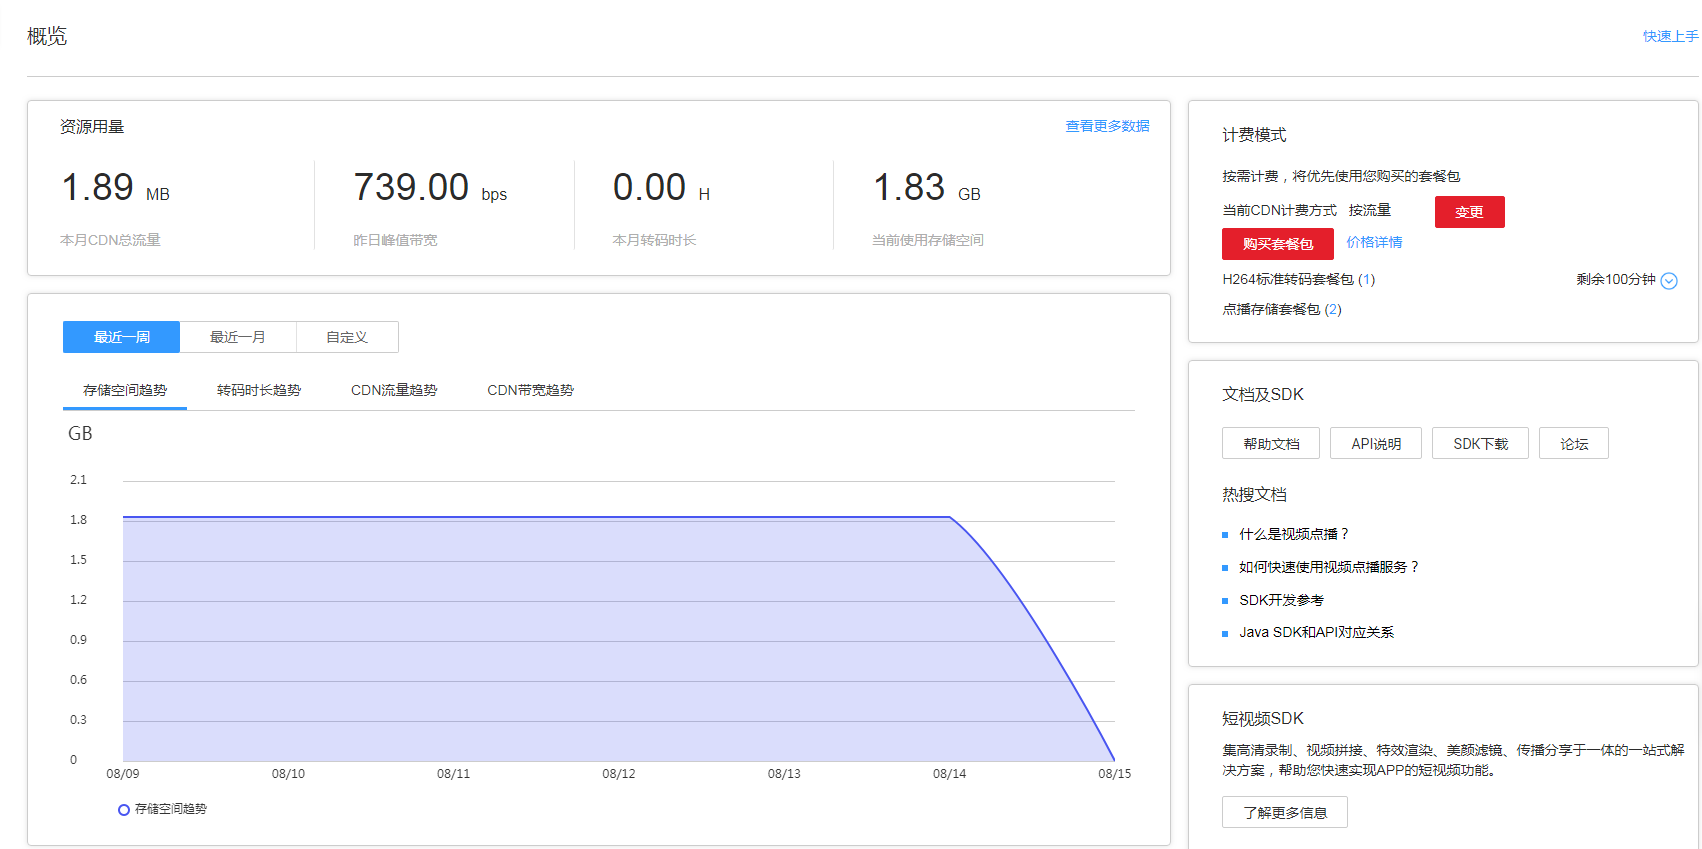 概览
快速上手
资源用量
查看更多数据
1.89 MB
739.00 bps
0.00 H
1.83 GB
本月CDN总流量
昨日峰值带宽
本月转码时长
当前使用存储空间
最近一周
最近一月
自定义
存储空间趋势
转码时长趋势
CDN流量趋势
CDN带宽趋势
GB
2.1
1.8
1.5
1.2
0.9
0.6
0.3
0
08/09
08/10
08/11
08/12
08/13
08/14
08/15
存储空间趋势
计费模式
按需计费，将优先使用您购买的套餐包
当前CDN计费方式 按流量
变更
购买套餐包
价格详情
H264标准转码套餐包 (1)
剩余100分钟
点播存储套餐包 (2)
文档及SDK
帮助文档
API说明
SDK下载
论坛
热搜文档
什么是视频点播？
如何快速使用视频点播服务？
SDK开发参考
Java SDK和API对应关系
短视频SDK
集高清录制、视频拼接、特效渲染、美颜滤镜、传播分享于一体的一站式解
决方案，帮助您快速实现APP的短视频功能。
了解更多信息